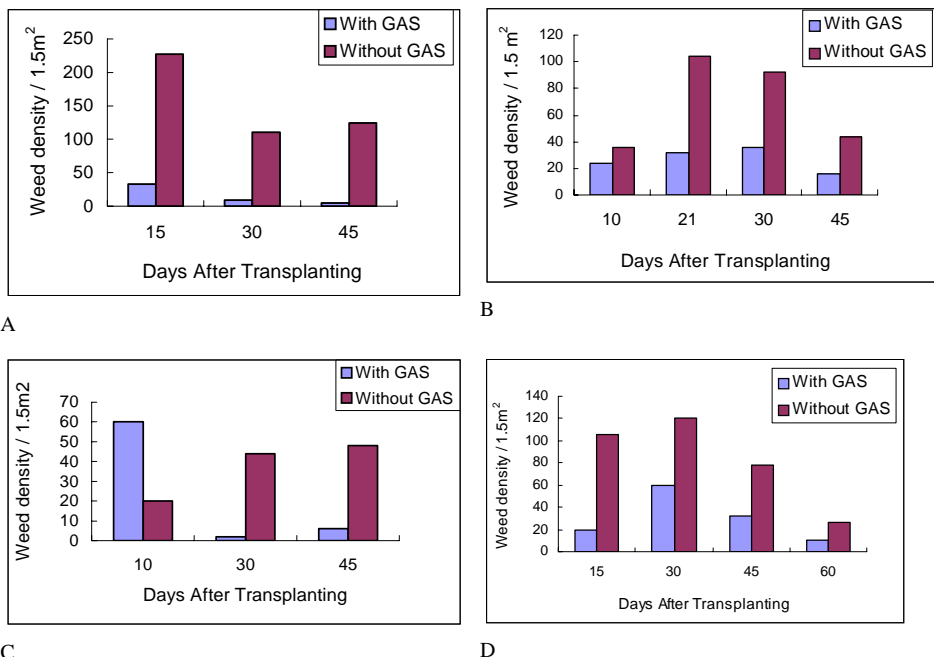 With GAS
Without GAS
250
200
150
100
50
0
Weed density / 1.5m²
15 30 45
Days After Transplanting
A
With GAS
Without GAS
120
100
80
60
40
20
0
Weed density / 1.5 m²
10 21 30 45
Days After Transplanting
B
With GAS
Without GAS
70
60
50
40
30
20
10
0
Weed density / 1.5m2
10 30 45
Days After Transplanting
C
With GAS
Without GAS
140
120
100
80
60
40
20
0
Weed density / 1.5m²
15 30 45 60
Days After Transplanting
D